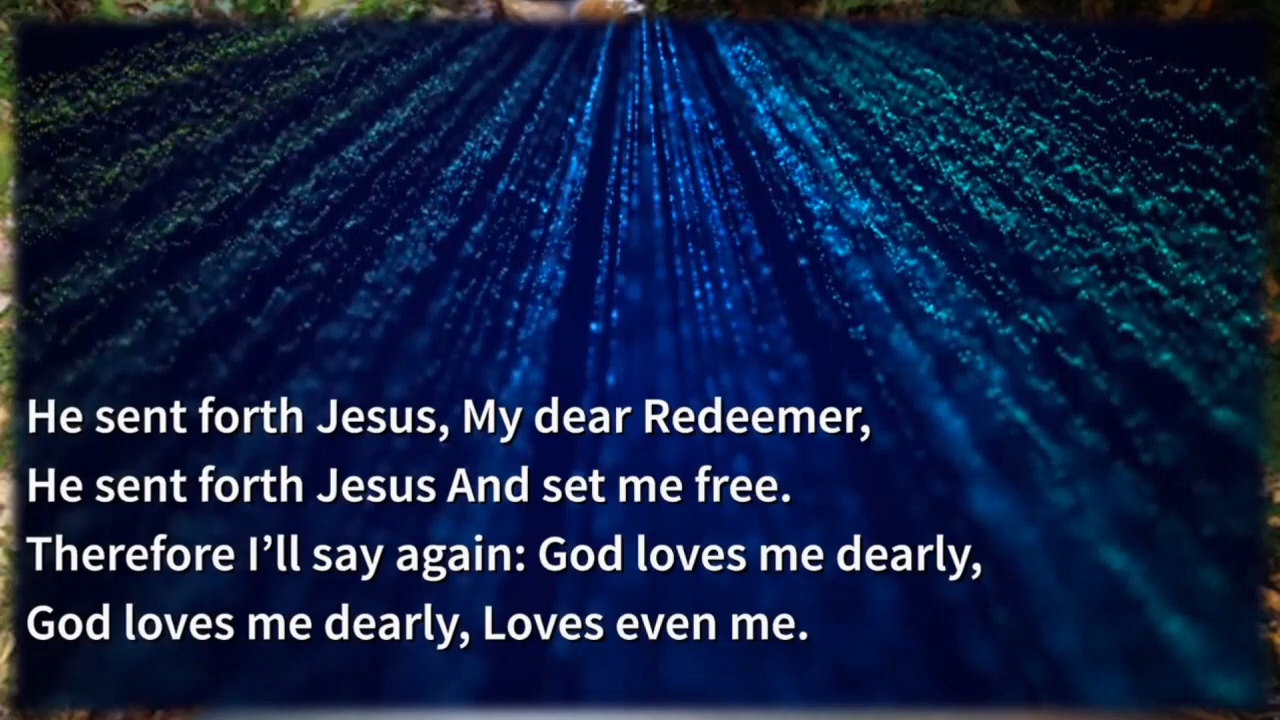 He sent forth Jesus, My dear Redeemer,
He sent forth Jesus And set me free.
Therefore I’ll say again: God loves me dearly,
God loves me dearly, Loves even me.